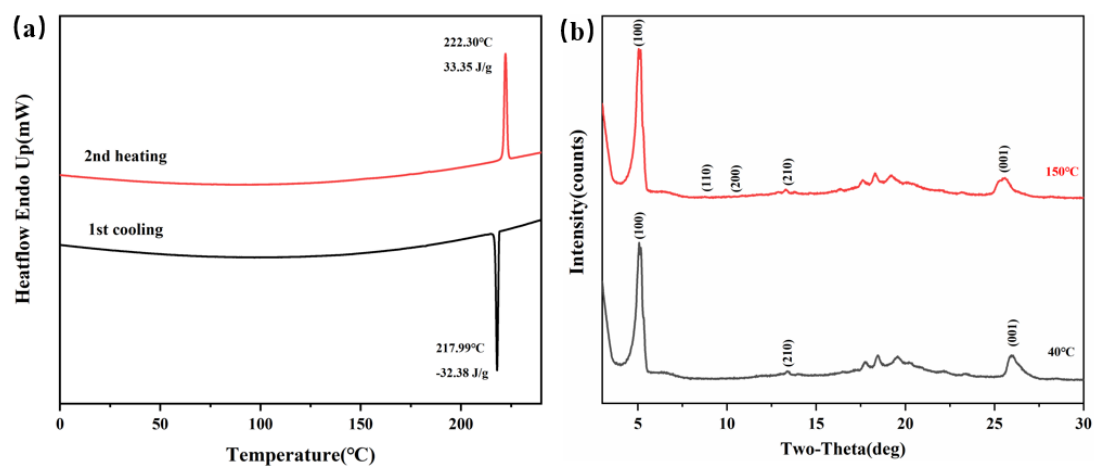 (a)
222.30℃
33.35 J/g
2nd heating
1st cooling
217.99℃
-32.38 J/g
Heatflow Endo Up(mW)
0
50
100
150
200
Temperature(℃)
(b)
(100)
(110)
(200)
(210)
(001)
150℃
(100)
(210)
(001)
40℃
Intensity(counts)
5
10
15
20
25
30
Two-Theta(deg)